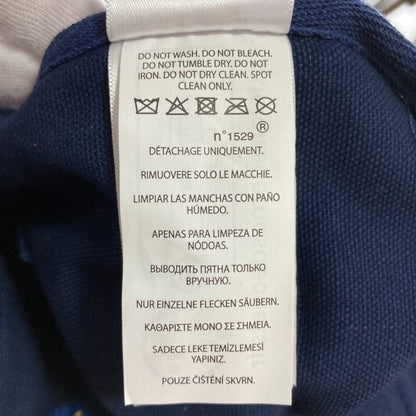 DO NOT WASH. DO NOT BLEACH.
DO NOT TUMBLE DRY. DO NOT
IRON. DO NOT DRY CLEAN. SPOT
CLEAN ONLY.
n°1529 ®
DÉTACHAGE UNIQUEMENT.
RIMUOVERE SOLO LE MACCHIE.
LIMPIAR LAS MANCHAS CON PAÑO
HÚMEDO.
APENAS PARA LIMPEZA DE
NÓDOAS.
ВЫВОДИТЬ ПЯТНА ТОЛЬКО
ВРУЧНУЮ.
NUR EINZELNE FLECKEN SÄUBERN.
ΚΑΘΑΡΙΣΤΕ ΜΟΝΟ ΣΕ ΣΗΜΕΙΑ.
SADECE LEKE TEMIZLEMESI
YAPINIZ.
POUZE ČIŠTĚNÍ SKVRN.